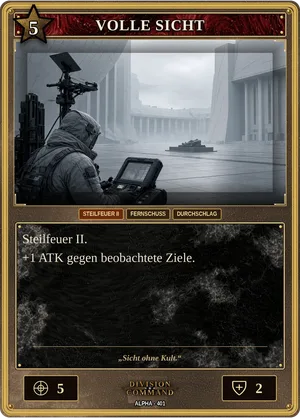 5
VOLLE SICHT
STEILFEUER II
FERNSCHUSS
DURCHSCHLAG
Steilfeuer II.
+1 ATK gegen beobachtete Ziele.
„Sicht ohne Kult.“
5
DIVISION
COMMAND
ALPHA - 401
2